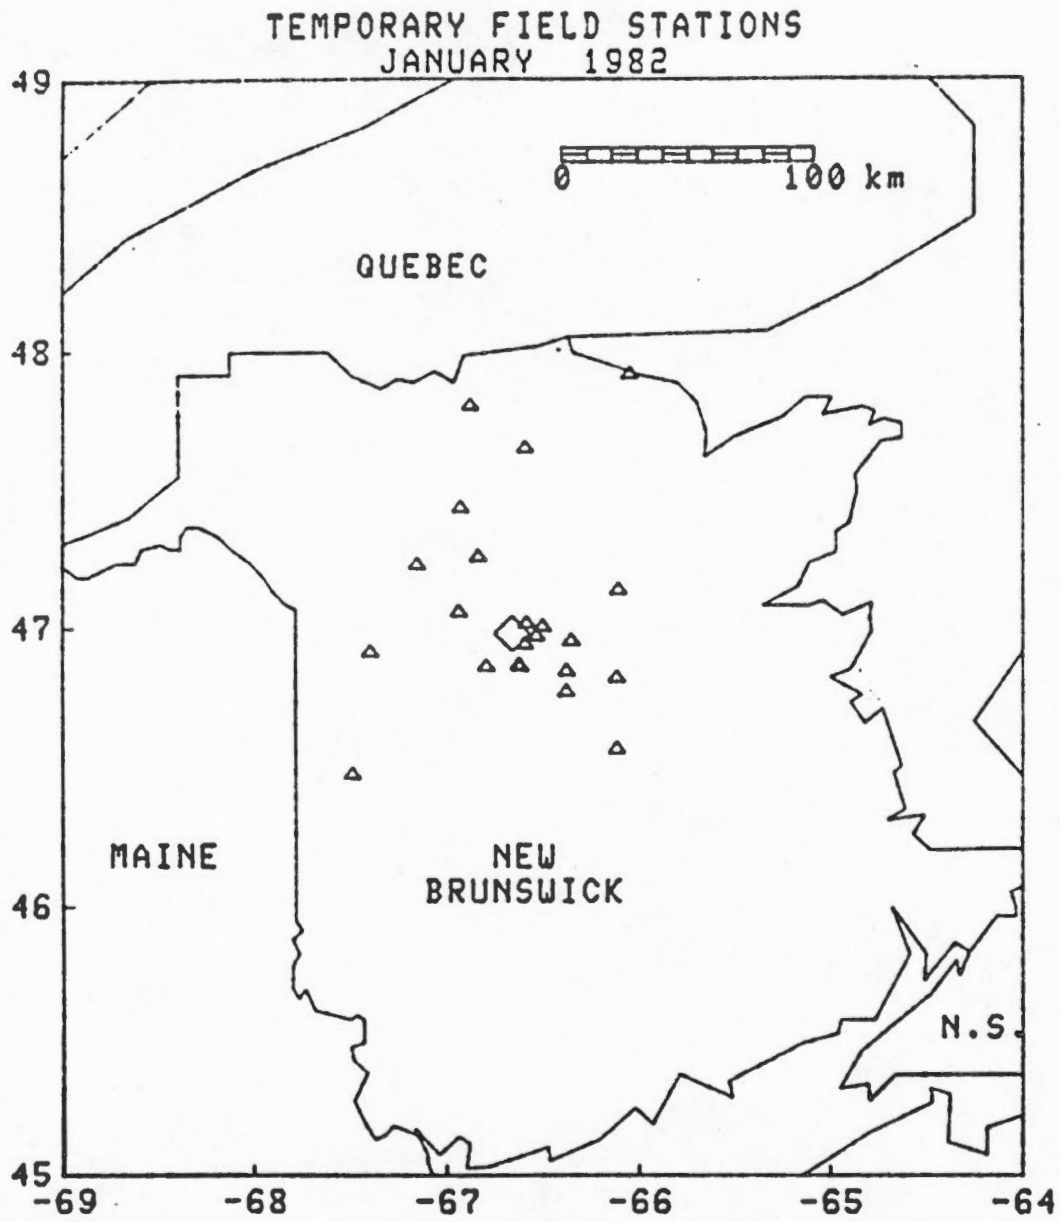 TEMPORARY FIELD STATIONS
JANUARY 1982
49
0 100 km
QUEBEC
48
47
MAINE
NEW
BRUNSWICK
46
N.S
45
-69 -68 -67 -66 -65 -64